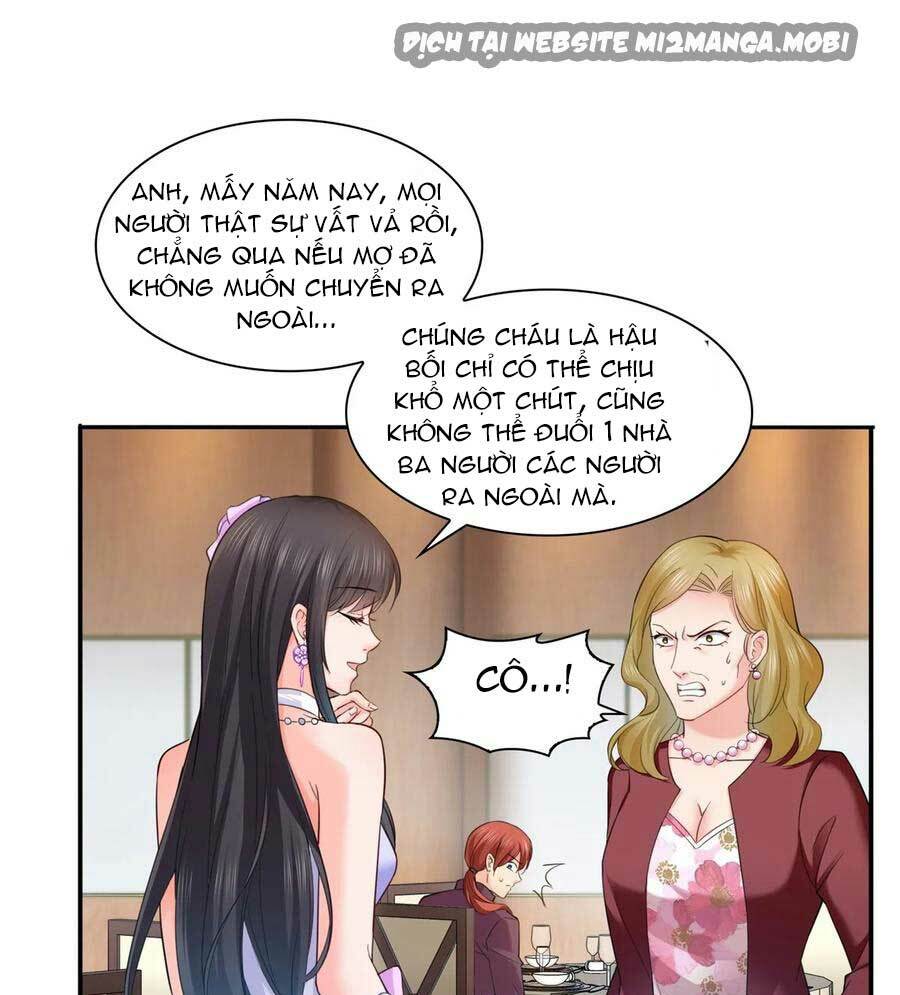 DỊCH TẠI WEBSITE MI2MANGA.MOBI
ANH, MẤY NĂM NAY, MỌI
NGƯỜI THẬT SỰ VẤT VẢ RỒI,
CHẲNG QUA NẾU MỢ ĐÃ
KHÔNG MUỐN CHUYỂN RA
NGOÀI...
CHÚNG CHÁU LÀ HẬU
BỐI CHỈ CÓ THỂ CHỊU
KHỔ MỘT CHÚT, CŨNG
KHÔNG THỂ ĐUỔI 1 NHÀ
BA NGƯỜI CÁC NGƯỜI
RA NGOÀI MÀ.
CÔ...!